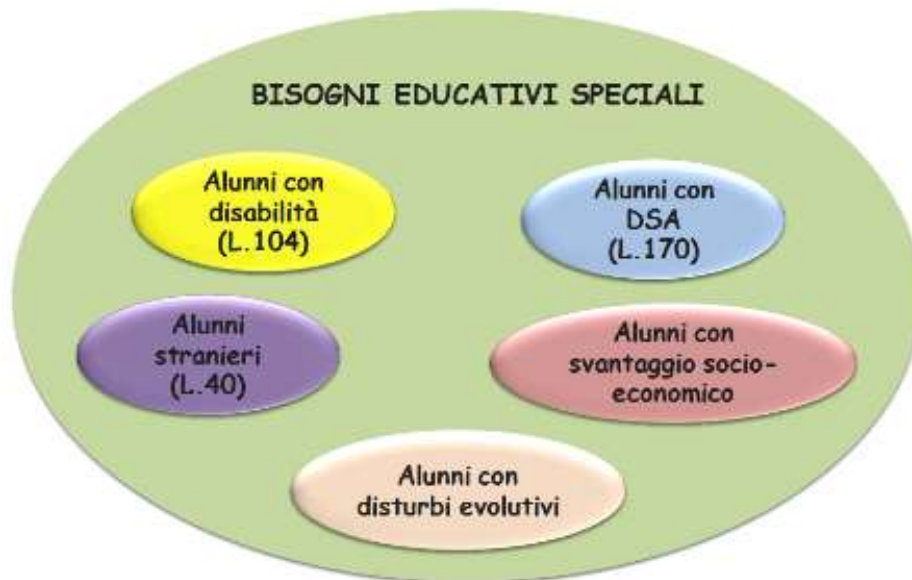 BISOGNI EDUCATIVI SPECIALI
Alunni con
disabilità
(L.104)
Alunni con
DSA
(L.170)
Alunni
stranieri
(L.40)
Alunni con
svantaggio socio-
economico
Alunni con
disturbi evolutivi